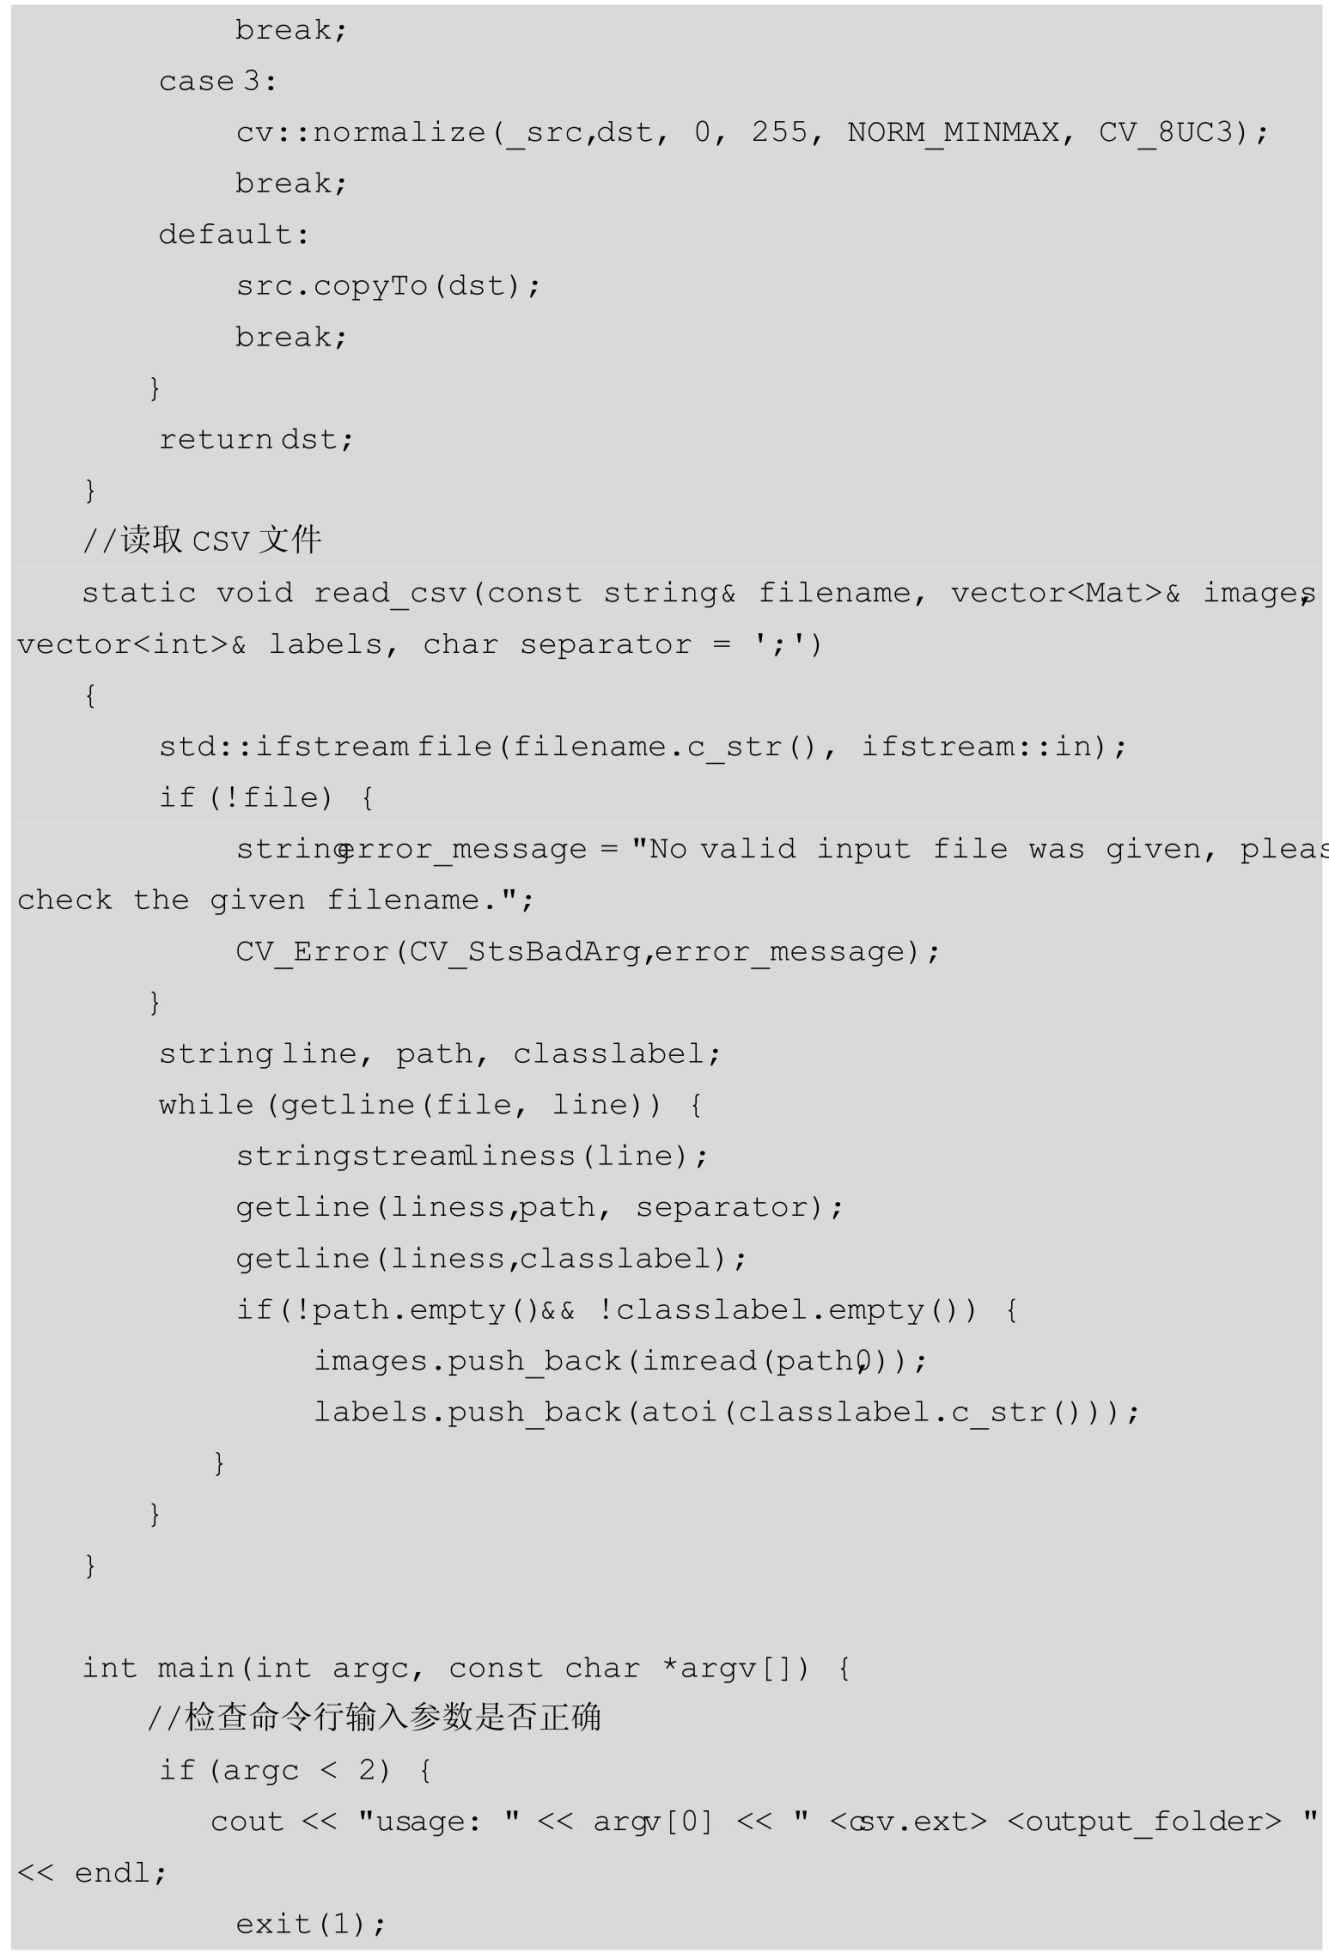 break;
case 3:
cv::normalize(_src,dst, 0, 255, NORM_MINMAX, CV_8UC3);
break;
default:
src.copyTo(dst);
break;
}
return dst;
}
//读取 CSV 文件
static void read_csv(const string& filename, vector<Mat>& images,
vector<int>& labels, char separator = ';')
{
std::ifstream file(filename.c_str(), ifstream::in);
if (!file) {
string error_message = "No valid input file was given, pleas
check the given filename.";
CV_Error(CV_StsBadArg,error_message);
}
string line, path, classlabel;
while (getline(file, line)) {
stringstream liness(line);
getline(liness,path, separator);
getline(liness,classlabel);
if(!path.empty()&& !classlabel.empty()) {
images.push_back(imread(path,0));
labels.push_back(atoi(classlabel.c_str()));
}
}
}
int main(int argc, const char *argv[]) {
//检查命令行输入参数是否正确
if (argc < 2) {
cout << "usage: " << argv[0] << " <csv.ext> <output_folder> "
<< endl;
exit(1);